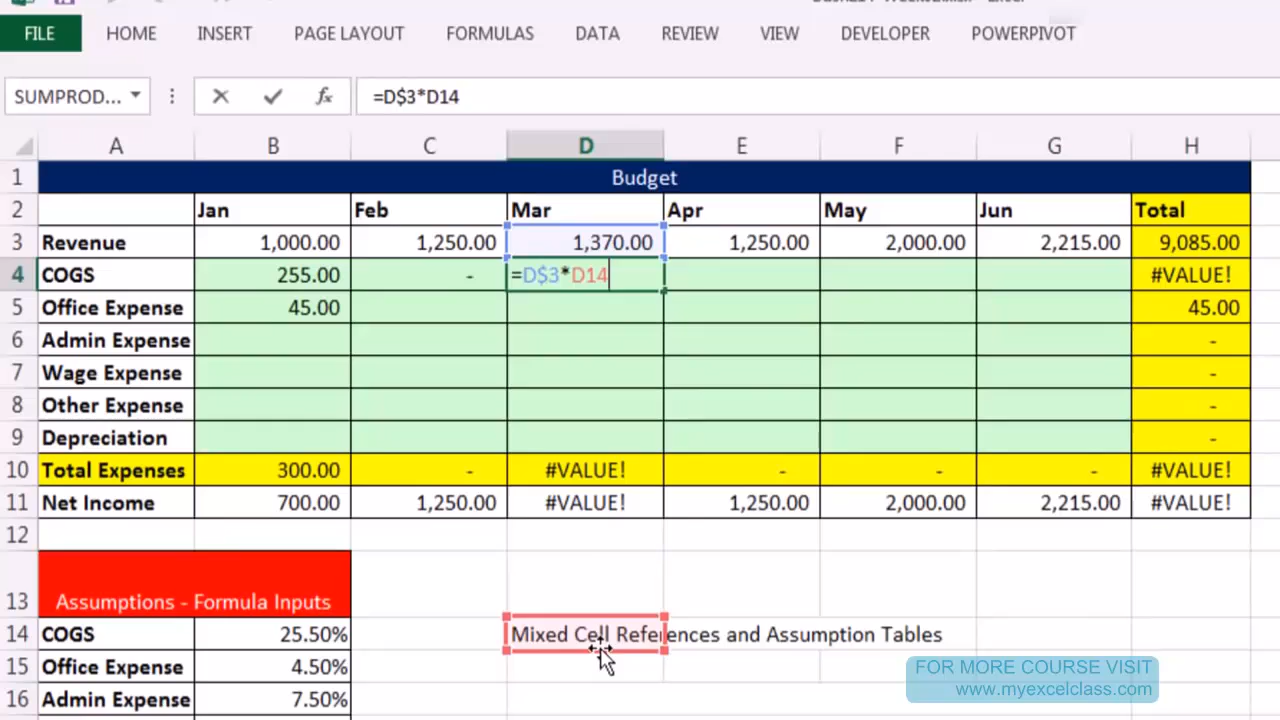 FILE HOME INSERT PAGE LAYOUT FORMULAS DATA REVIEW VIEW DEVELOPER POWERPIVOT
SUMPROD... fx =D$3*D14
A B C D E F G H
1 Budget
2 Jan Feb Mar Apr May Jun Total
3 Revenue 1,000.00 1,250.00 1,370.00 1,250.00 2,000.00 2,215.00 9,085.00
4 COGS 255.00 - =D$3*D14 #VALUE!
5 Office Expense 45.00 45.00
6 Admin Expense -
7 Wage Expense -
8 Other Expense -
9 Depreciation -
10 Total Expenses 300.00 - #VALUE! - - - #VALUE!
11 Net Income 700.00 1,250.00 #VALUE! 1,250.00 2,000.00 2,215.00 #VALUE!
12
13 Assumptions - Formula Inputs
14 COGS 25.50% Mixed Cell References and Assumption Tables
15 Office Expense 4.50%
16 Admin Expense 7.50%
FOR MORE COURSE VISIT
www.myexcelclass.com